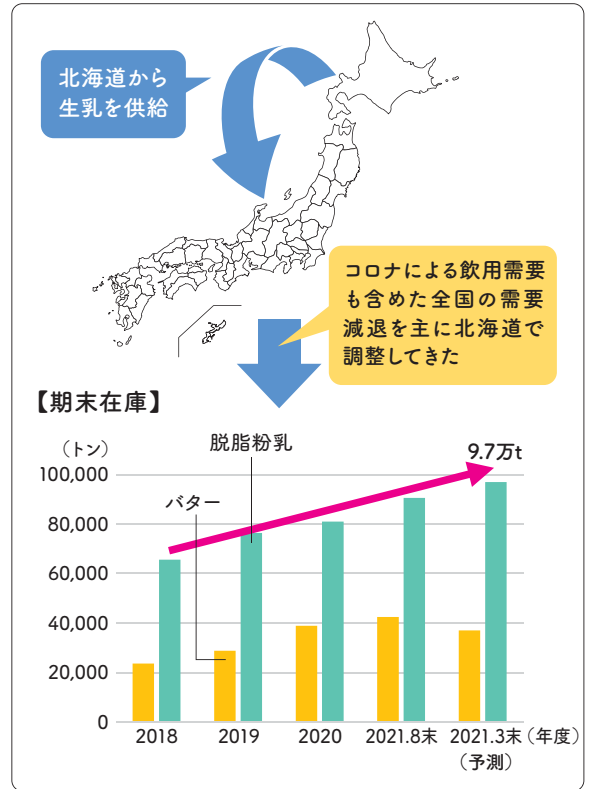 北海道から
生乳を供給
コロナによる飲用需要
も含めた全国の需要
減退を主に北海道で
調整してきた
【期末在庫】
（トン）
脱脂粉乳
9.7万t
バター
100,000
80,000
60,000
40,000
20,000
0
2018 2019 2020 2021.8末 2021.3末（年度）
（予測）